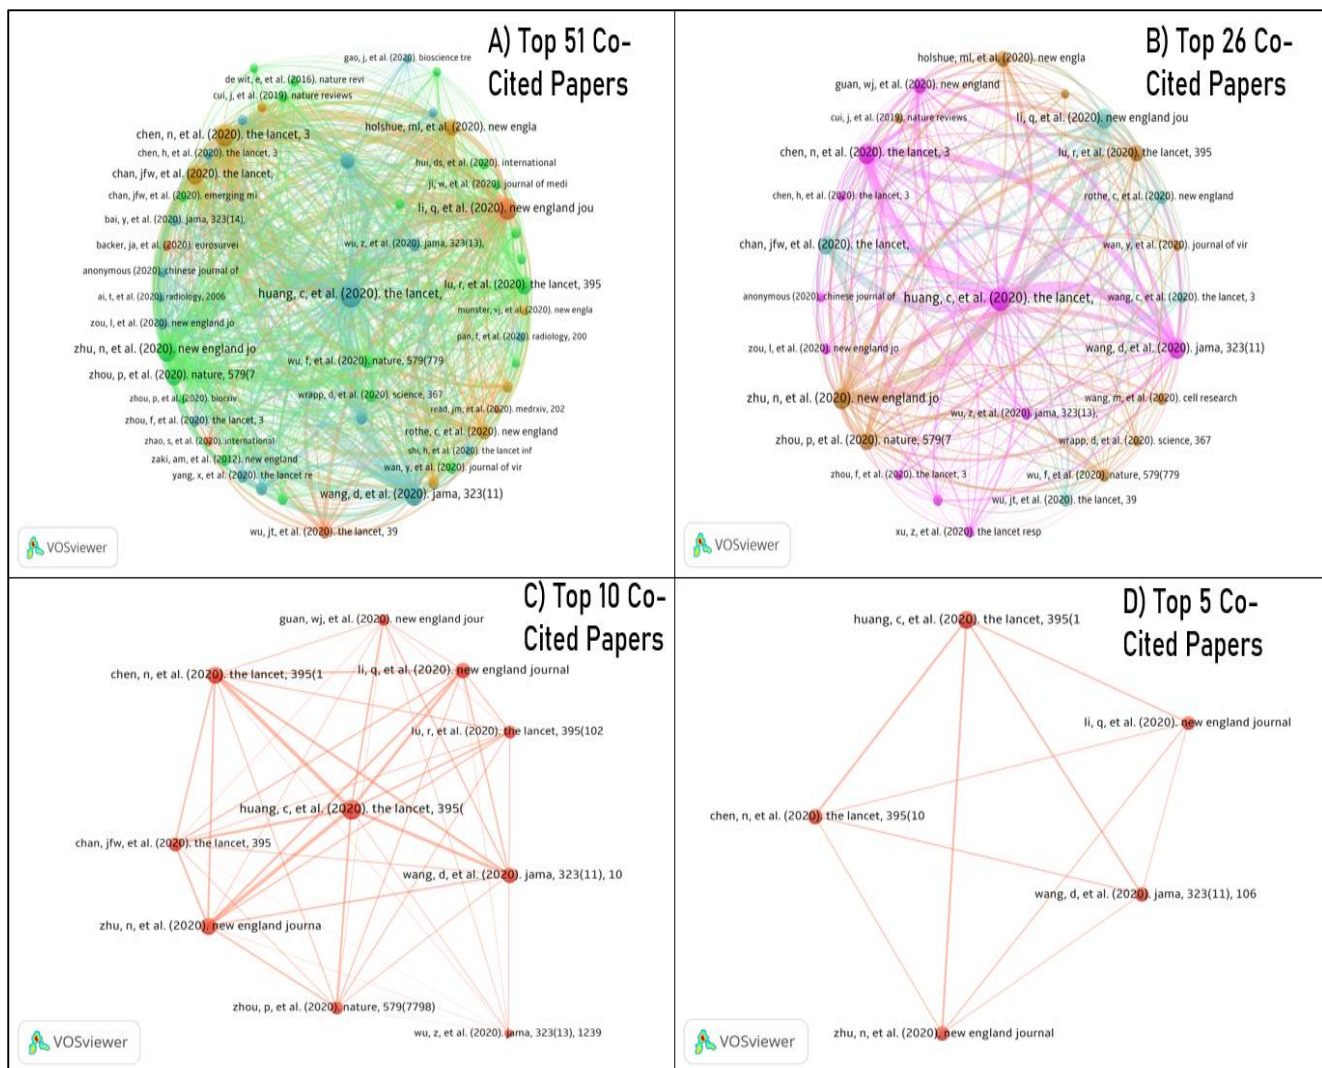 A) Top 51 Co-
Cited Papers
gao, j, et al. (2020). bioscience tre
de wit, e, et al. (2016). nature revi
cui, j, et al. (2019). nature reviews
chen, n, et al. (2020). the lancet, 3
holshue, ml, et al. (2020). new engla
chen, h, et al. (2020). the lancet, 3
hui, ds, et al. (2020). international
chan, jfw, et al. (2020). the lancet,
ji, w, et al. (2020). journal of medi
chan, jfw, et al. (2020). emerging mi
li, q, et al. (2020). new england jou
bai, y, et al. (2020). jama, 323(14),
backer, ja, et al. (2020). eurosurvei
wu, z, et al. (2020). jama, 323(13),
anonymous (2020). chinese journal of
lu, r, et al. (2020). the lancet, 395
huang, c, et al. (2020). the lancet,
ai, t, et al. (2020). radiology, 2006
munster, vj, et al. (2020). new engla
zou, l, et al. (2020). new england jo
pan, f, et al. (2020). radiology, 200
zhu, n, et al. (2020). new england jo
wu, f, et al. (2020). nature, 579(779
zhou, p, et al. (2020). nature, 579(7
wrapp, d, et al. (2020). science, 367
zhou, p, et al. (2020). biorxiv
read, jm, et al. (2020). medrxiv, 202
zhou, f, et al. (2020). the lancet, 3
rothe, c, et al. (2020). new england
zhao, s, et al. (2020). international
shi, h, et al. (2020). the lancet inf
zaki, am, et al. (2012). new england
wan, y, et al. (2020). journal of vir
yang, x, et al. (2020). the lancet re
wang, d, et al. (2020). jama, 323(11)
wu, jt, et al. (2020). the lancet, 39
VOSviewer
B) Top 26 Co-
Cited Papers
holshue, ml, et al. (2020). new engla
guan, wj, et al. (2020). new england
cui, j, et al. (2019). nature reviews
li, q, et al. (2020). new england jou
chen, n, et al. (2020). the lancet, 3
lu, r, et al. (2020). the lancet, 395
chen, h, et al. (2020). the lancet, 3
rothe, c, et al. (2020). new england
chan, jfw, et al. (2020). the lancet,
wan, y, et al. (2020). journal of vir
anonymous (2020). chinese journal of
huang, c, et al. (2020). the lancet,
wang, c, et al. (2020). the lancet, 3
zou, l, et al. (2020). new england jo
wang, d, et al. (2020). jama, 323(11)
zhu, n, et al. (2020). new england jo
wang, m, et al. (2020). cell research
wu, z, et al. (2020). jama, 323(13),
zhou, p, et al. (2020). nature, 579(7
wrapp, d, et al. (2020). science, 367
zhou, f, et al. (2020). the lancet, 3
wu, f, et al. (2020). nature, 579(779
wu, jt, et al. (2020). the lancet, 39
xu, z, et al. (2020). the lancet resp
VOSviewer
C) Top 10 Co-
Cited Papers
guan, wj, et al. (2020). new england jour
chen, n, et al. (2020). the lancet, 395(1
li, q, et al. (2020). new england journal
lu, r, et al. (2020). the lancet, 395(102
huang, c, et al. (2020). the lancet, 395(
chan, jfw, et al. (2020). the lancet, 395
wang, d, et al. (2020). jama, 323(11), 10
zhu, n, et al. (2020). new england journa
zhou, p, et al. (2020). nature, 579(7798)
wu, z, et al. (2020). jama, 323(13), 1239
VOSviewer
D) Top 5 Co-
Cited Papers
huang, c, et al. (2020). the lancet, 395(1
li, q, et al. (2020). new england journal
chen, n, et al. (2020). the lancet, 395(10
wang, d, et al. (2020). jama, 323(11), 106
zhu, n, et al. (2020). new england journal
VOSviewer